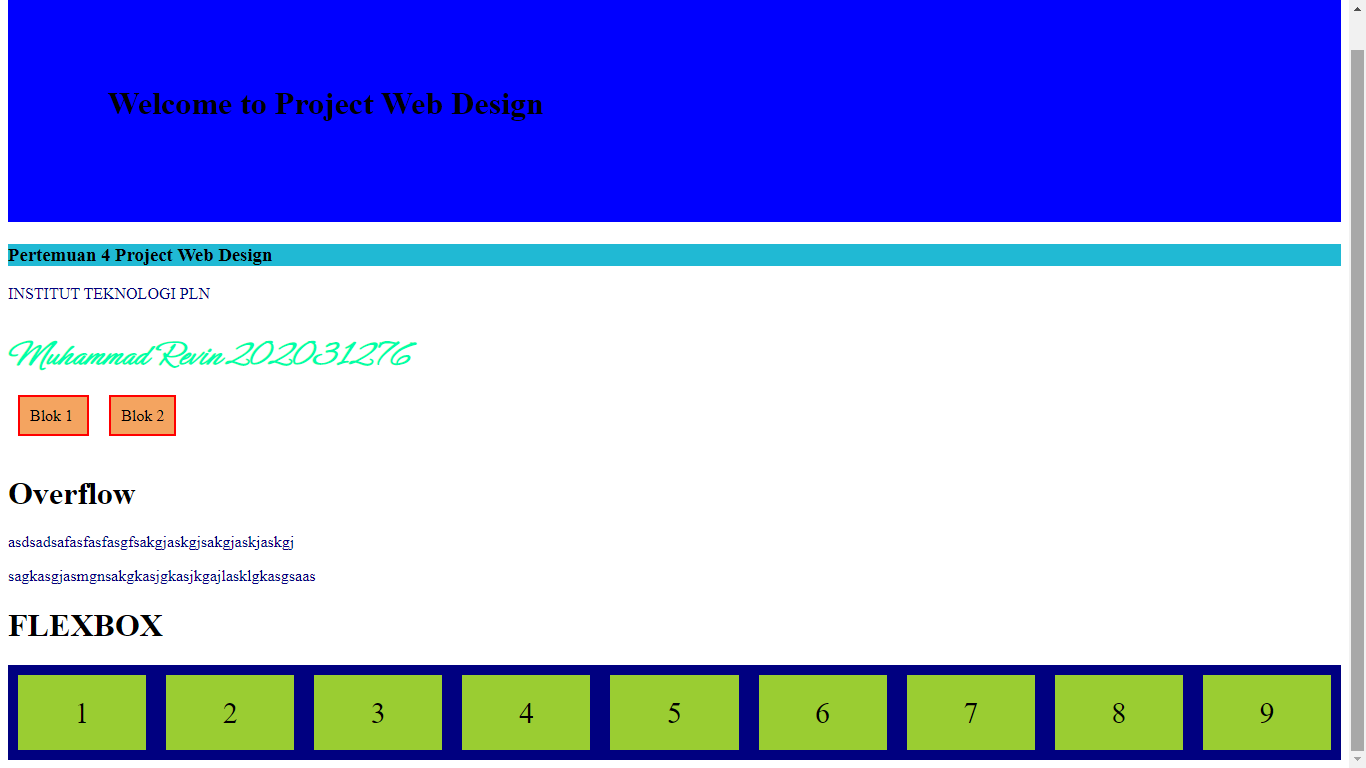 Welcome to Project Web Design
Pertemuan 4 Project Web Design
INSTITUT TEKNOLOGI PLN
Muhammad Revin 202031276
Blok 1 Blok 2
Overflow
asdsadsafasfasfasgfsakgjaskgjsakgjaskjaskgj
sagkasgjasmgnsakgkasjgkasjkgajlasklgkasgsaas
FLEXBOX
1 2 3 4 5 6 7 8 9